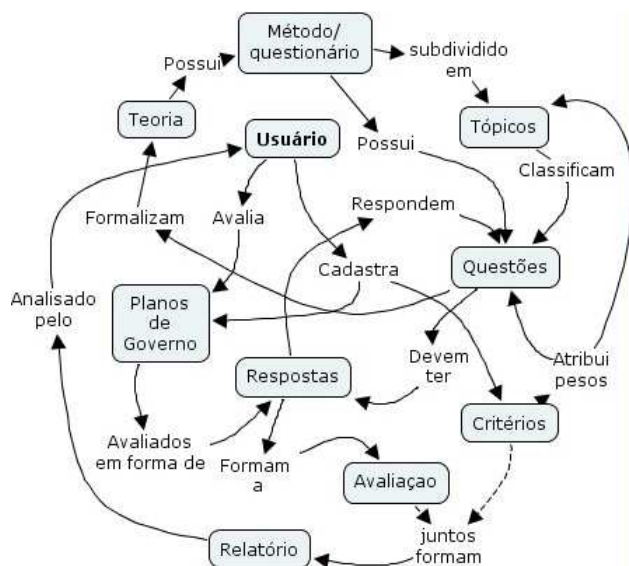 Método/
questionário
Possui
subdividido
em
Teoria
Tópicos
Usuário
Possui
Classificam
Formalizam
Avalia
Respondem
Cadastra
Questões
Analisado
pelo
Planos
de
Governo
Devem
ter
Atribui
pesos
Respostas
Critérios
Avaliados
em forma de
Formam
a
Avaliaçao
juntos
formam
Relatório